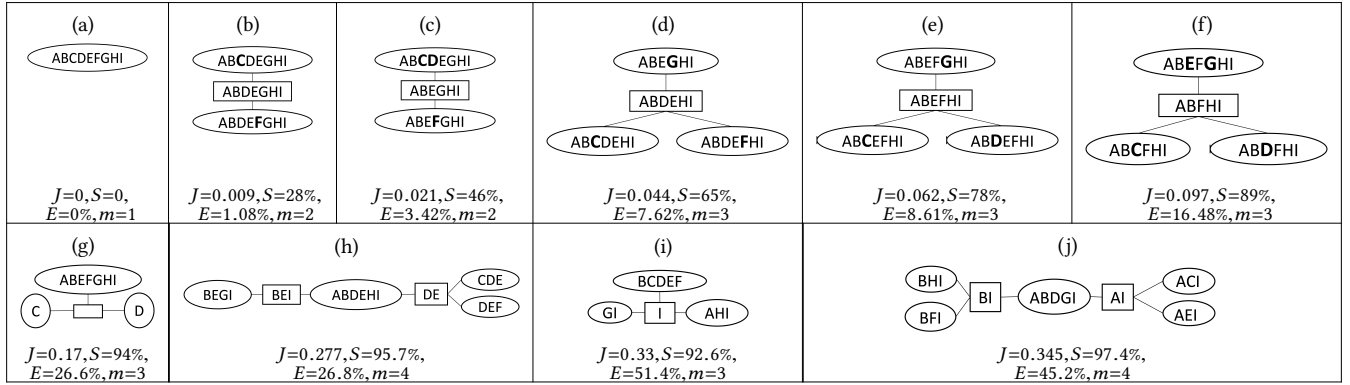 (a)
ABCDEFGHI
J=0,S=0,
E=0%,m=1
(b)
ABCDEGHI
ABDEGHI
ABDEFGHI
J=0.009,S=28%,
E=1.08%,m=2
(c)
ABCDEGHI
ABEGHI
ABEFGHI
J=0.021,S=46%,
E=3.42%,m=2
(d)
ABEGHI
ABDEHI
ABCDEHI
ABDEFHI
J=0.044,S=65%,
E=7.62%,m=3
(e)
ABEFGHI
ABEFHI
ABCEFHI
ABDEFHI
J=0.062,S=78%,
E=8.61%,m=3
(f)
ABEFGHI
ABFHI
ABCFHI
ABDFHI
J=0.097,S=89%,
E=16.48%,m=3
(g)
ABEFGHI
C
D
J=0.17,S=94%,
E=26.6%,m=3
(h)
BEGI
BEI
ABDEHI
DE
CDE
DEF
J=0.277,S=95.7%,
E=26.8%,m=4
(i)
BCDEF
GI
I
AHI
J=0.33,S=92.6%,
E=51.4%,m=3
(j)
BHI
BFI
BI
ABDGI
AI
ACI
AEI
J=0.345,S=97.4%,
E=45.2%,m=4